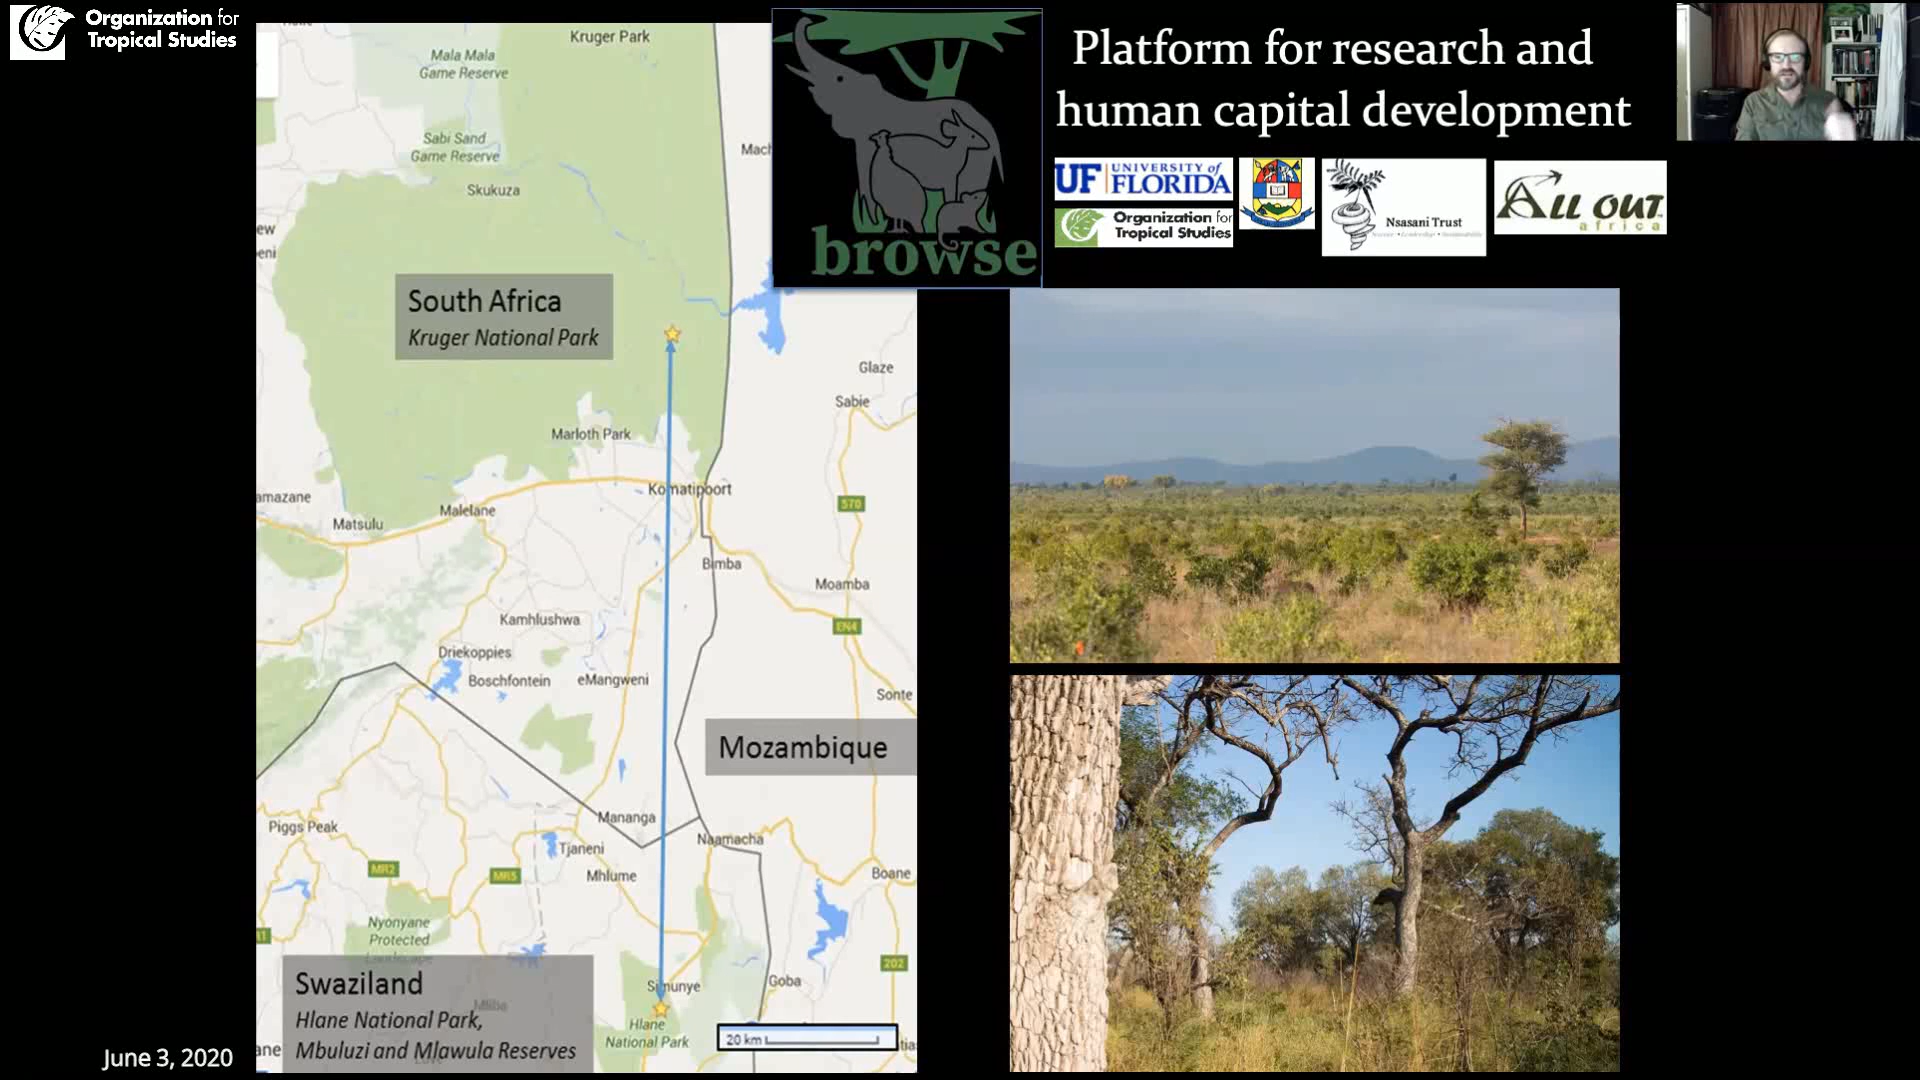 Organization for
Tropical Studies
Kruger Park
Mala Mala
Game Reserve
Sabi Sand
Game Reserve
Skukuza
South Africa
Kruger National Park
Glaze
Sabie
Marloth Park
Komatipoort
570
Malelane
Matsulu
Bimba
Moamba
EN4
Kamhlushwa
Driekoppies
Boschfontein
eMangweni
Sonte
Mozambique
Mananga
Piggs Peak
Naamacha
Tjaneni
MR2
MR5
Mhlume
Boane
Nyonyane
Protected
202
Swaziland
Hlane National Park,
Mbuluzi and Mlawula Reserves
Simunye
Goba
Hlane
National Park
20 km
June 3, 2020
browse
Platform for research and
human capital development
UF UNIVERSITY of
FLORIDA
Organization for
Tropical Studies
Nsasani Trust
ALL OUT
africa